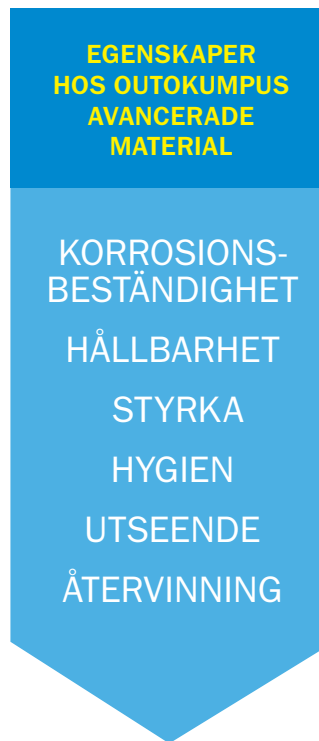 EGENSKAPER
HOS OUTOKUMPUS
AVANCERADE
MATERIAL
KORROSIONS-
BESTÄNDIGHET
HÅLLBARHET
STYRKA
HYGIEN
UTSEENDE
ÅTERVINNING